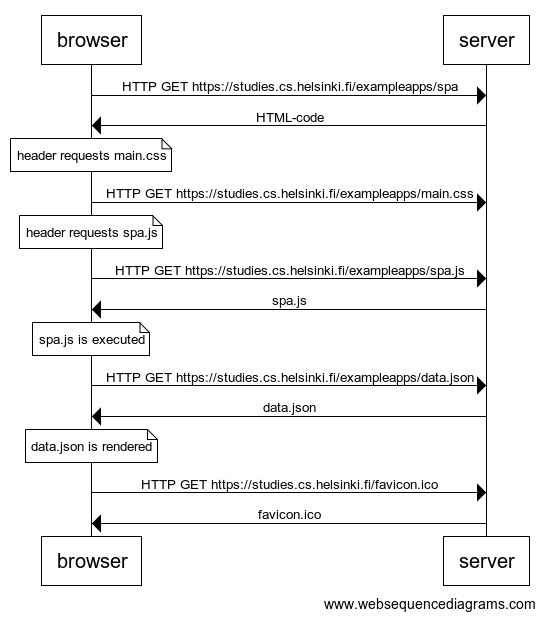 browser
server
HTTP GET https://studies.cs.helsinki.fi/exampleapps/spa
HTML-code
header requests main.css
HTTP GET https://studies.cs.helsinki.fi/exampleapps/main.css
header requests spa.js
HTTP GET https://studies.cs.helsinki.fi/exampleapps/spa.js
spa.js
spa.js is executed
HTTP GET https://studies.cs.helsinki.fi/exampleapps/data.json
data.json
data.json is rendered
HTTP GET https://studies.cs.helsinki.fi/favicon.ico
favicon.ico
browser
server
www.websequencediagrams.com